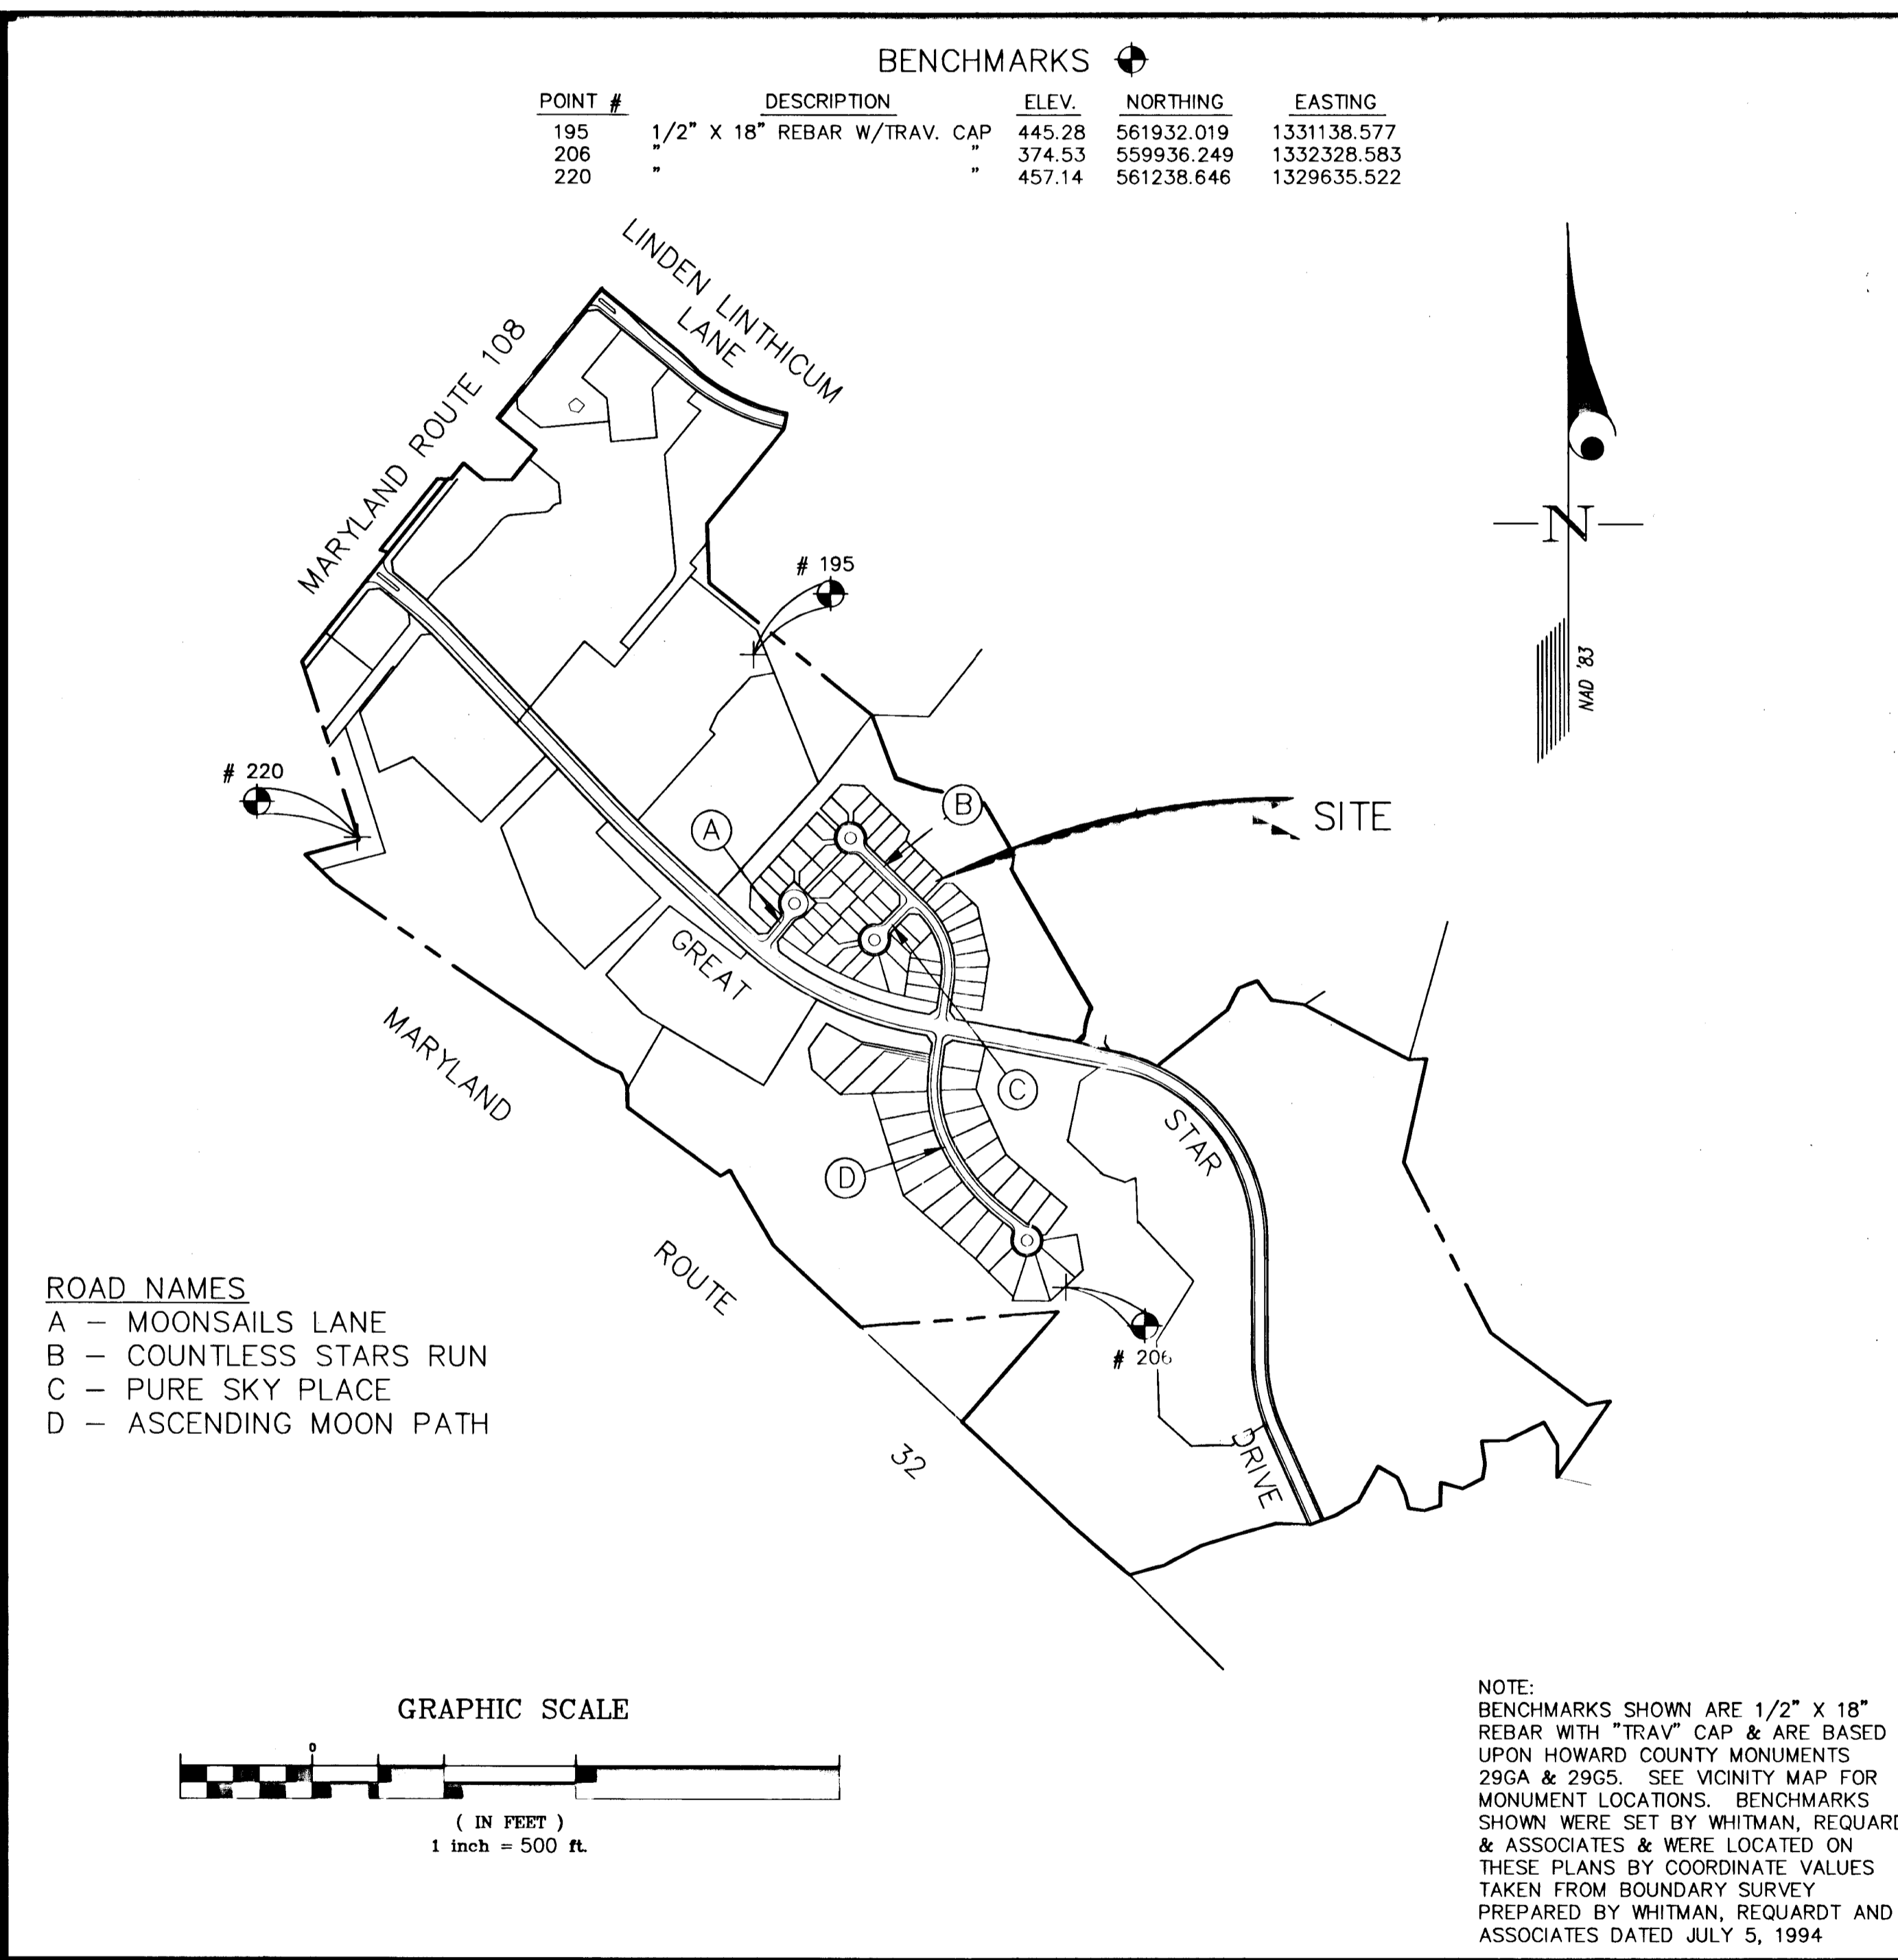 BENCHMARKS
POINT # DESCRIPTION ELEV. NORTHING EASTING
195 1/2" X 18" REBAR W/TRAV. CAP 445.28 561932.019 1331138.577
206 " " 374.53 559936.249 1332328.583
220 " " 457.14 561238.646 1329635.522
LINDEN LINTHICUM
LANE
MARYLAND ROUTE 108
# 195
N
NAD '83
# 220
A
B
SITE
GREAT
MARYLAND
C
STAR
D
ROUTE
# 206
32
DRIVE
ROAD NAMES
A – MOONSAILS LANE
B – COUNTLESS STARS RUN
C – PURE SKY PLACE
D – ASCENDING MOON PATH
GRAPHIC SCALE
0
( IN FEET )
1 inch = 500 ft.
NOTE:
BENCHMARKS SHOWN ARE 1/2" X 18"
REBAR WITH "TRAV" CAP & ARE BASED
UPON HOWARD COUNTY MONUMENTS
29GA & 29G5. SEE VICINITY MAP FOR
MONUMENT LOCATIONS. BENCHMARKS
SHOWN WERE SET BY WHITMAN, REQUARD
& ASSOCIATES & WERE LOCATED ON
THESE PLANS BY COORDINATE VALUES
TAKEN FROM BOUNDARY SURVEY
PREPARED BY WHITMAN, REQUARDT AND
ASSOCIATES DATED JULY 5, 1994